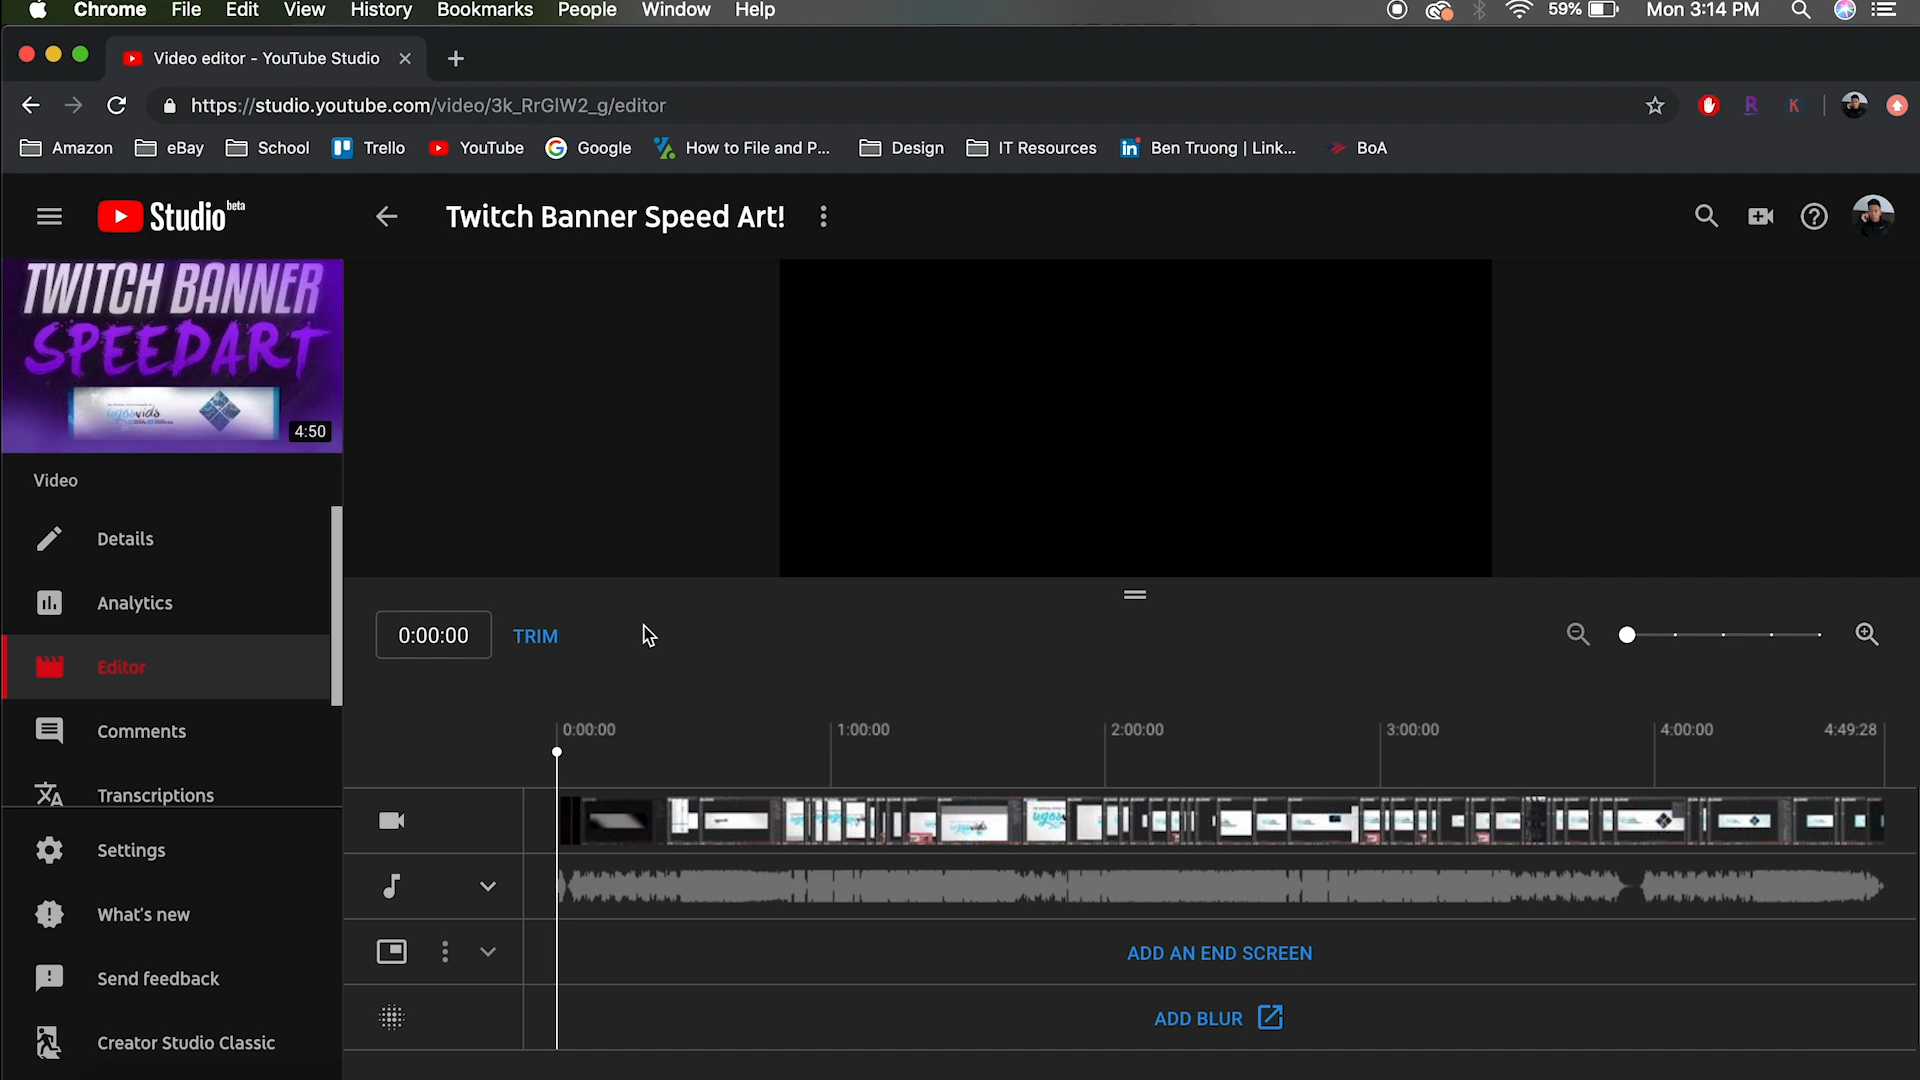 Chrome File Edit View History Bookmarks People Window Help 59% Mon 3:14 PM
Video editor - YouTube Studio
https://studio.youtube.com/video/3k_RrGlW2_g/editor
Amazon eBay School Trello YouTube Google How to File and P... Design IT Resources Ben Truong | Link... BoA
Studio beta
Twitch Banner Speed Art!
TWITCH BANNER
SPEEDART
ugosvids
4:50
Video
Details
Analytics
Editor
Comments
Transcriptions
Settings
What's new
Send feedback
Creator Studio Classic
0:00:00 TRIM
0:00:00 1:00:00 2:00:00 3:00:00 4:00:00 4:49:28
ADD AN END SCREEN
ADD BLUR